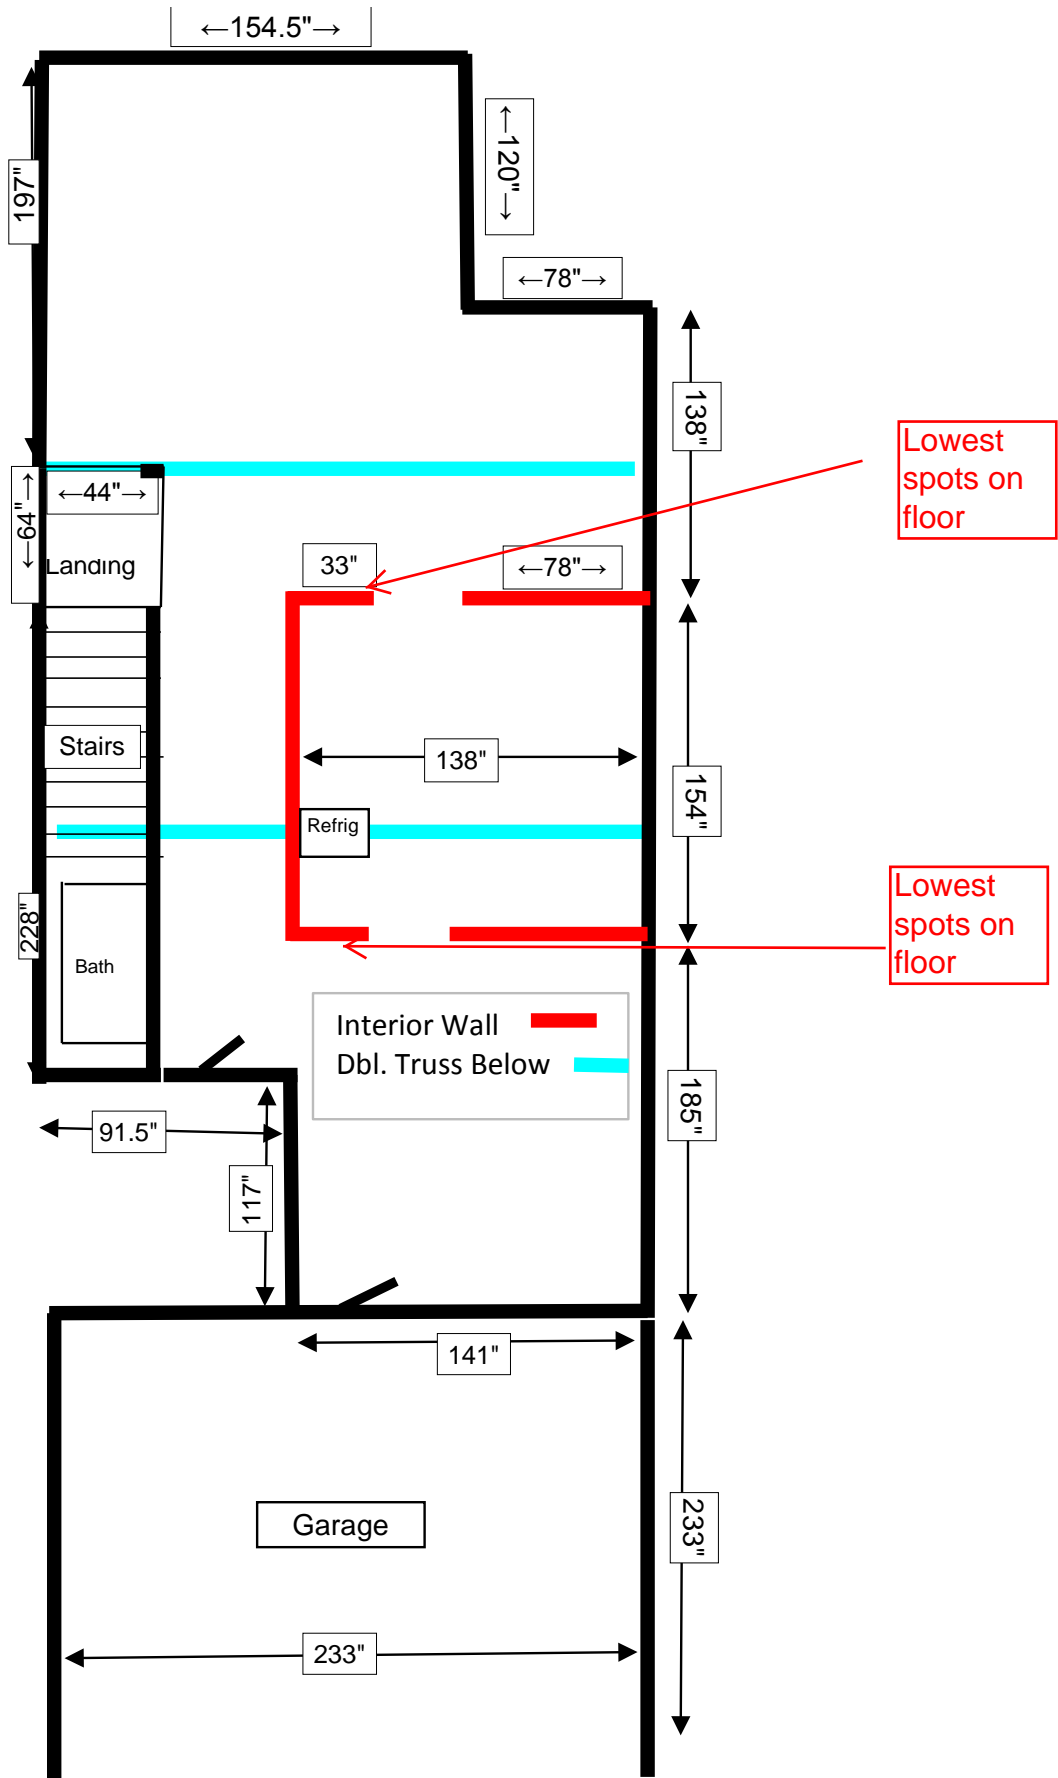 ←154.5"→
197"
←120"→
←78"→
138"
Lowest
spots on
floor
←44"→
←64"→
Landing
33"
←78"→
Stairs
138"
154"
Refrig
Lowest
spots on
floor
228"
Bath
Interior Wall
Dbl. Truss Below
185"
91.5"
117"
141"
Garage
233"
233"